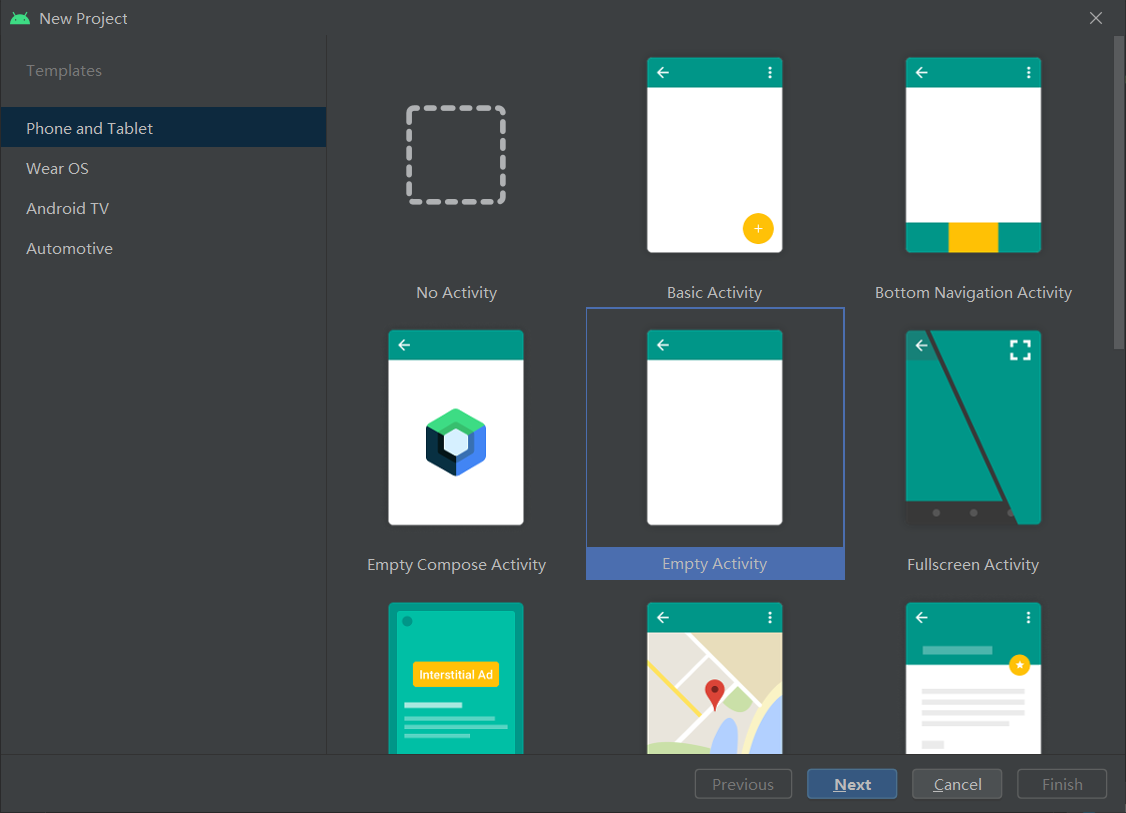 New Project
Templates
Phone and Tablet
Wear OS
Android TV
Automotive
No Activity
Basic Activity
Bottom Navigation Activity
Empty Compose Activity
Empty Activity
Fullscreen Activity
Interstitial Ad
Previous
Next
Cancel
Finish